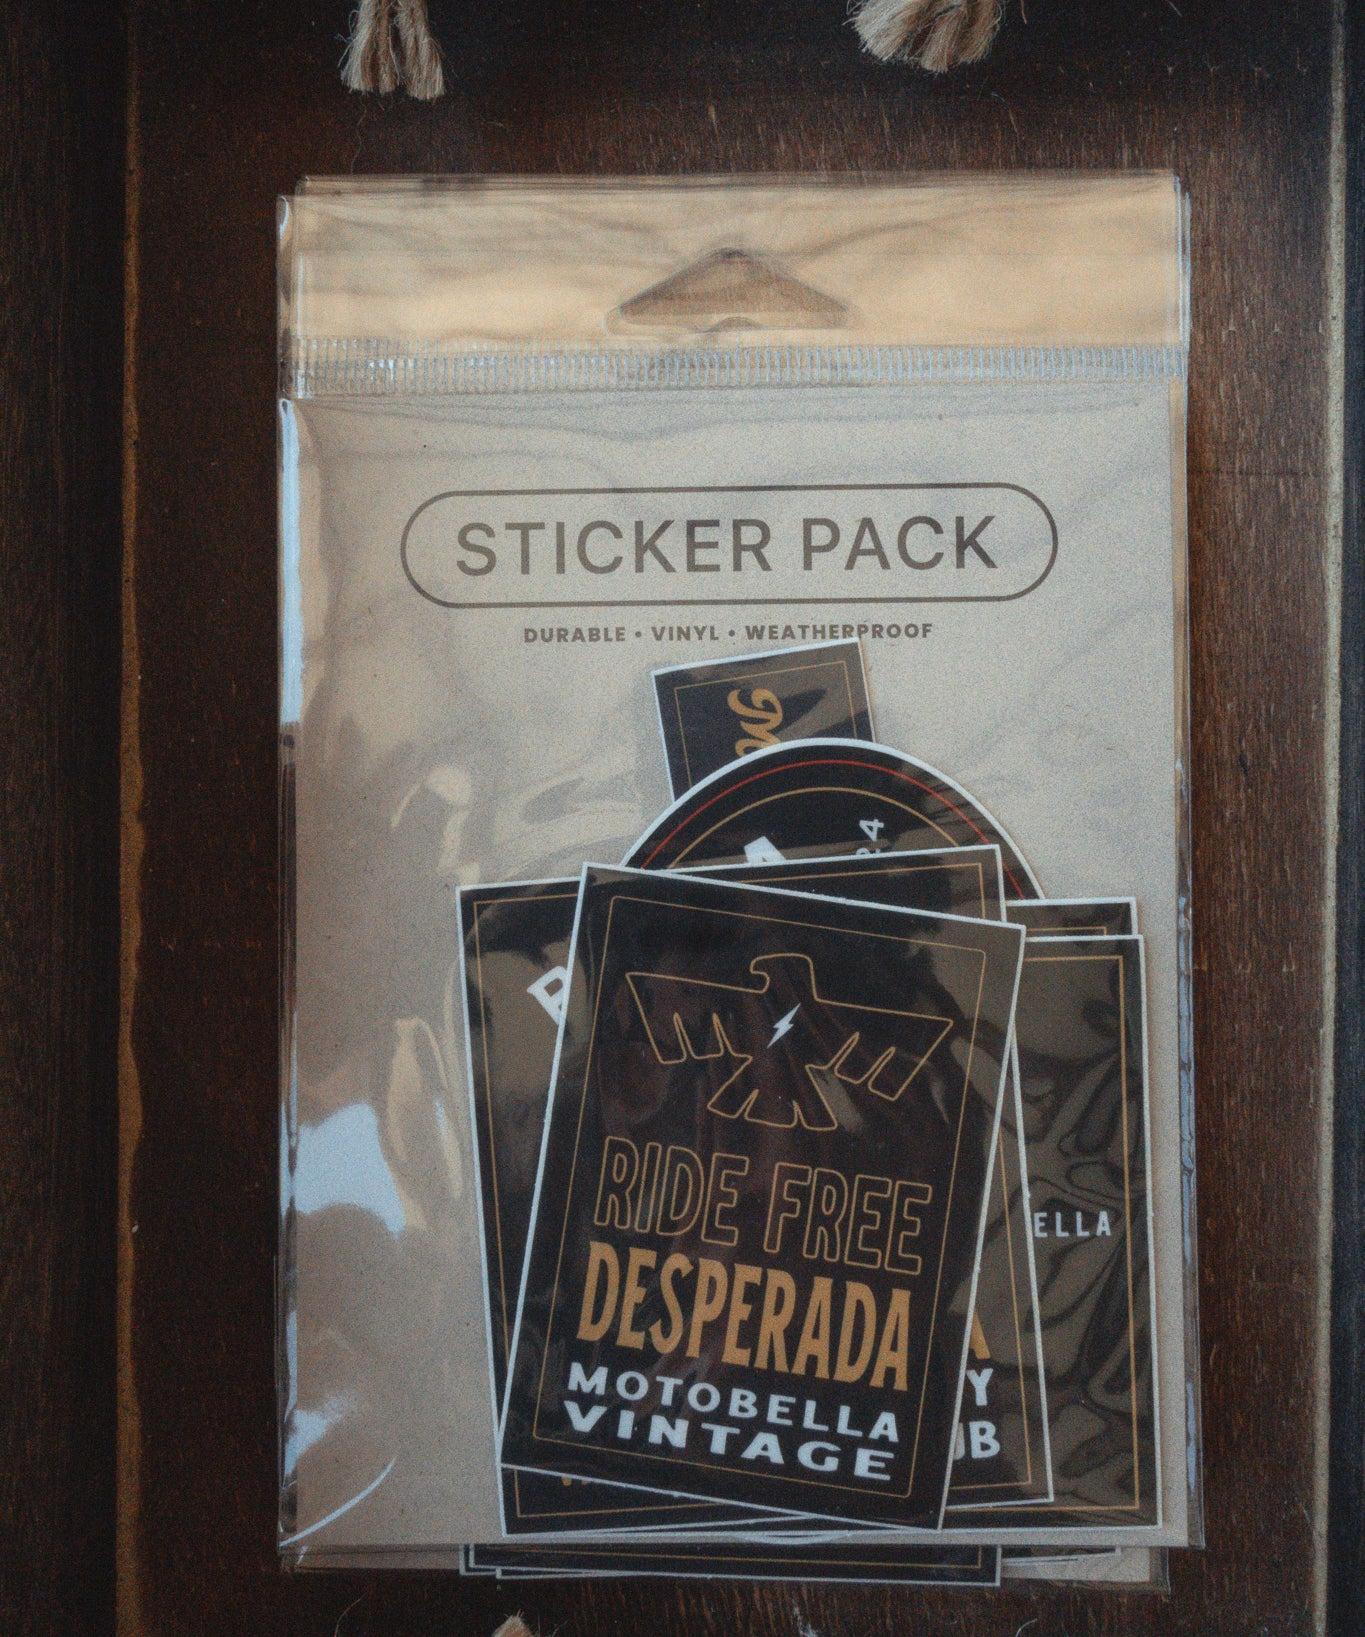 STICKER PACK
DURABLE • VINYL • WEATHERPROOF
RIDE FREE
DESPERADA
MOTOBELLA
VINTAGE
ELLA